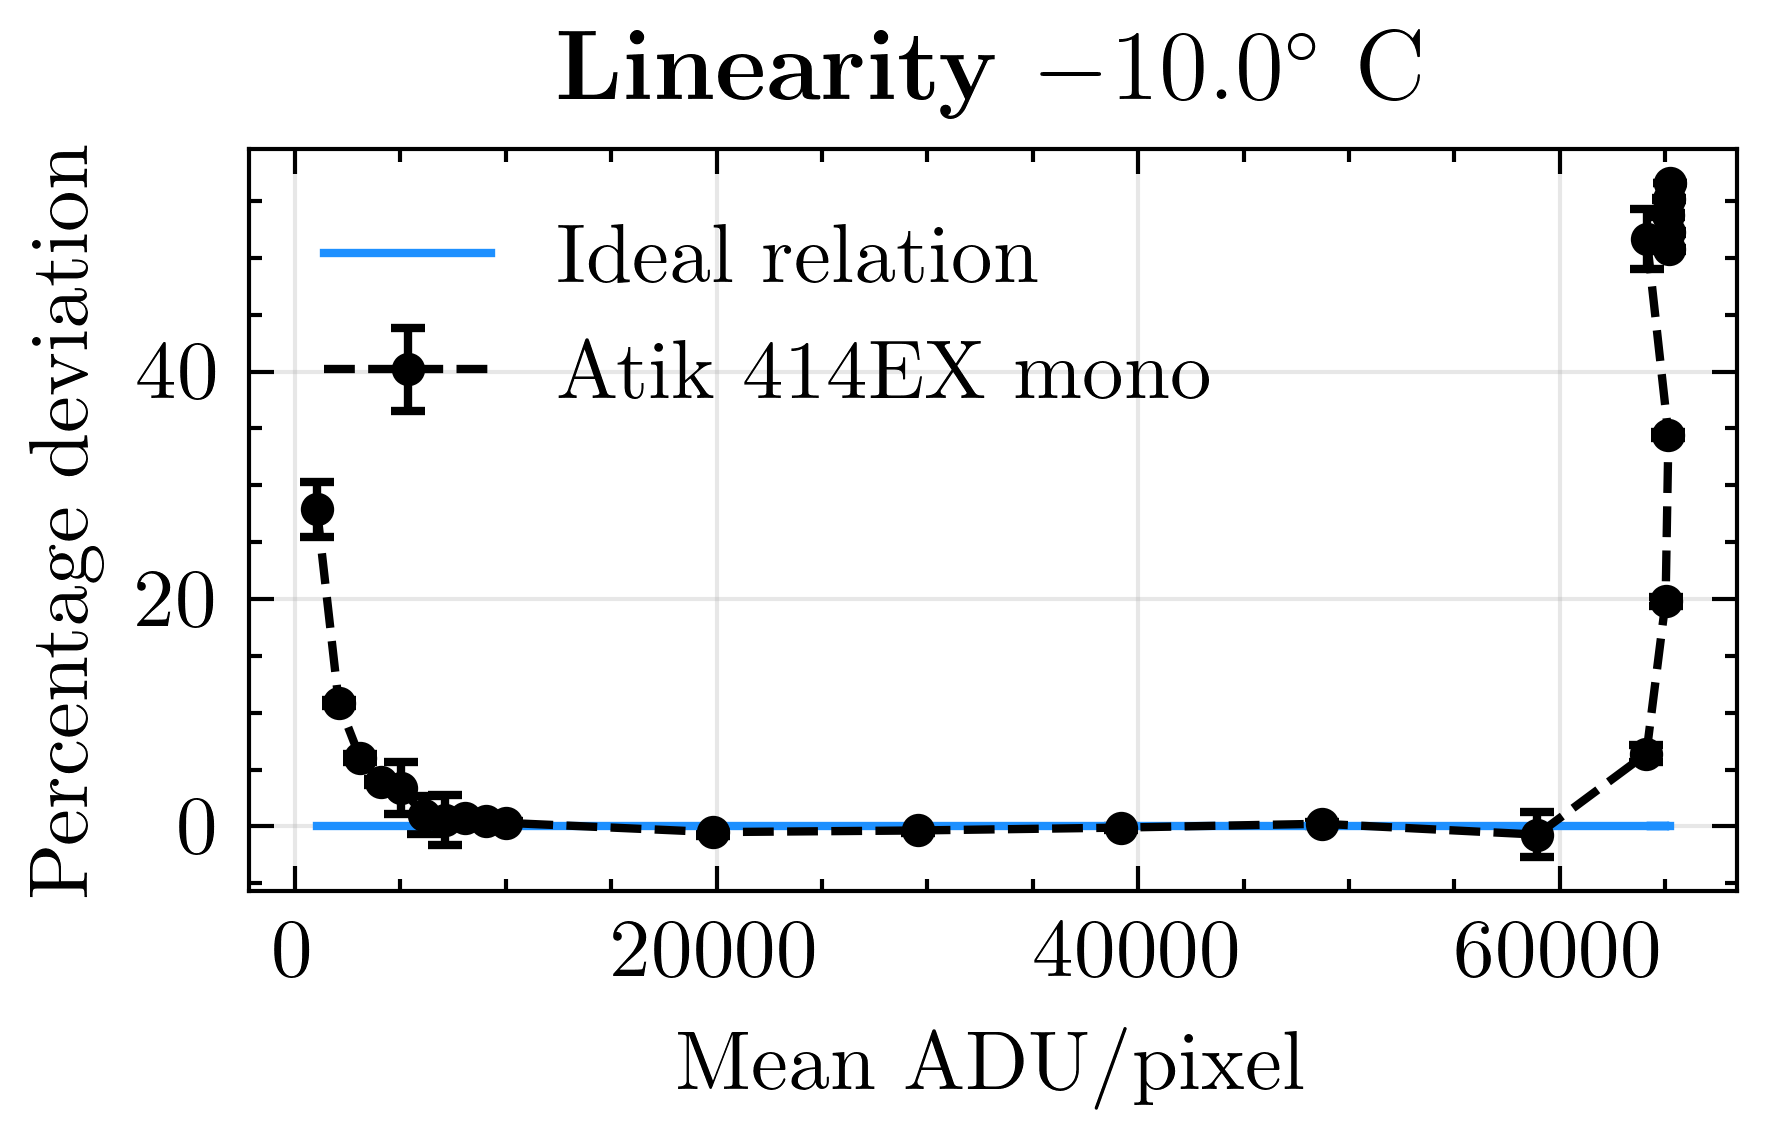 Linearity −10.0° C
Percentage deviation
40
20
0
Ideal relation
Atik 414EX mono
0 20000 40000 60000
Mean ADU/pixel